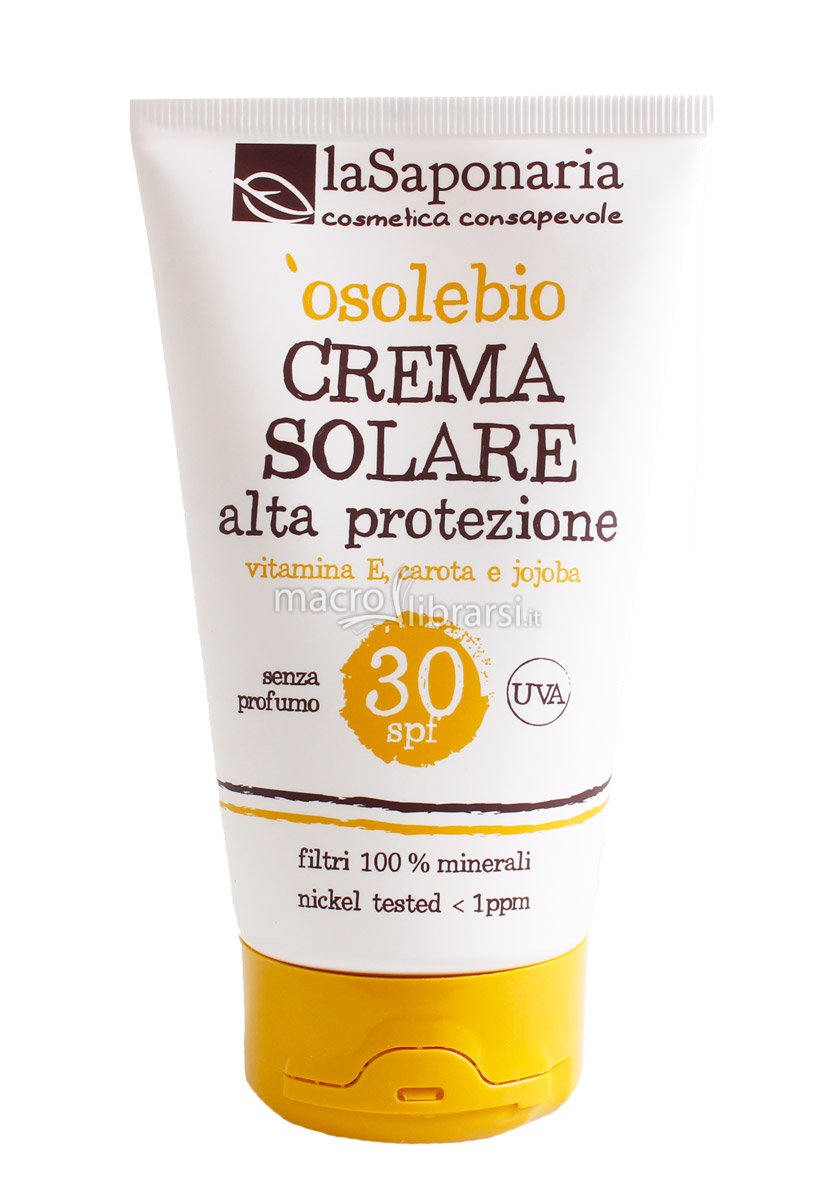 laSaponaria
cosmetica consapevole
`osolebio
CREMA
SOLARE
alta protezione
vitamina E, carota e jojoba
macrolibrarsi.it
senza
profumo
30
spf
UVA
filtri 100 % minerali
nickel tested < 1ppm